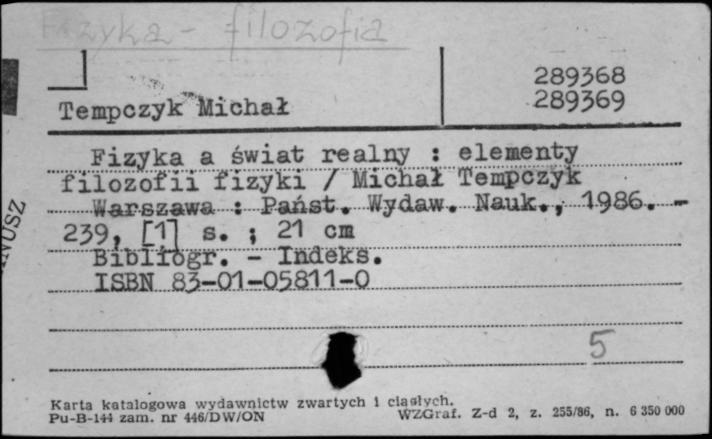 Fizyka - filozofia
289368
289369
Tempczyk Michał
Fizyka a świat realny : elementy
filozofii fizyki / Michał Tempczyk
Warszawa : Państ. Wydaw. Nauk., 1986. -
239, [1] s. ; 21 cm
Bibliogr. - Indeks.
ISBN 83-01-05811-0
5
Karta katalogowa wydawnictw zwartych i ciągłych.
Pu-B-144 zam. nr 446/DW/ON
WZGraf. Z-d 2, z. 255/86, n. 6 350 000